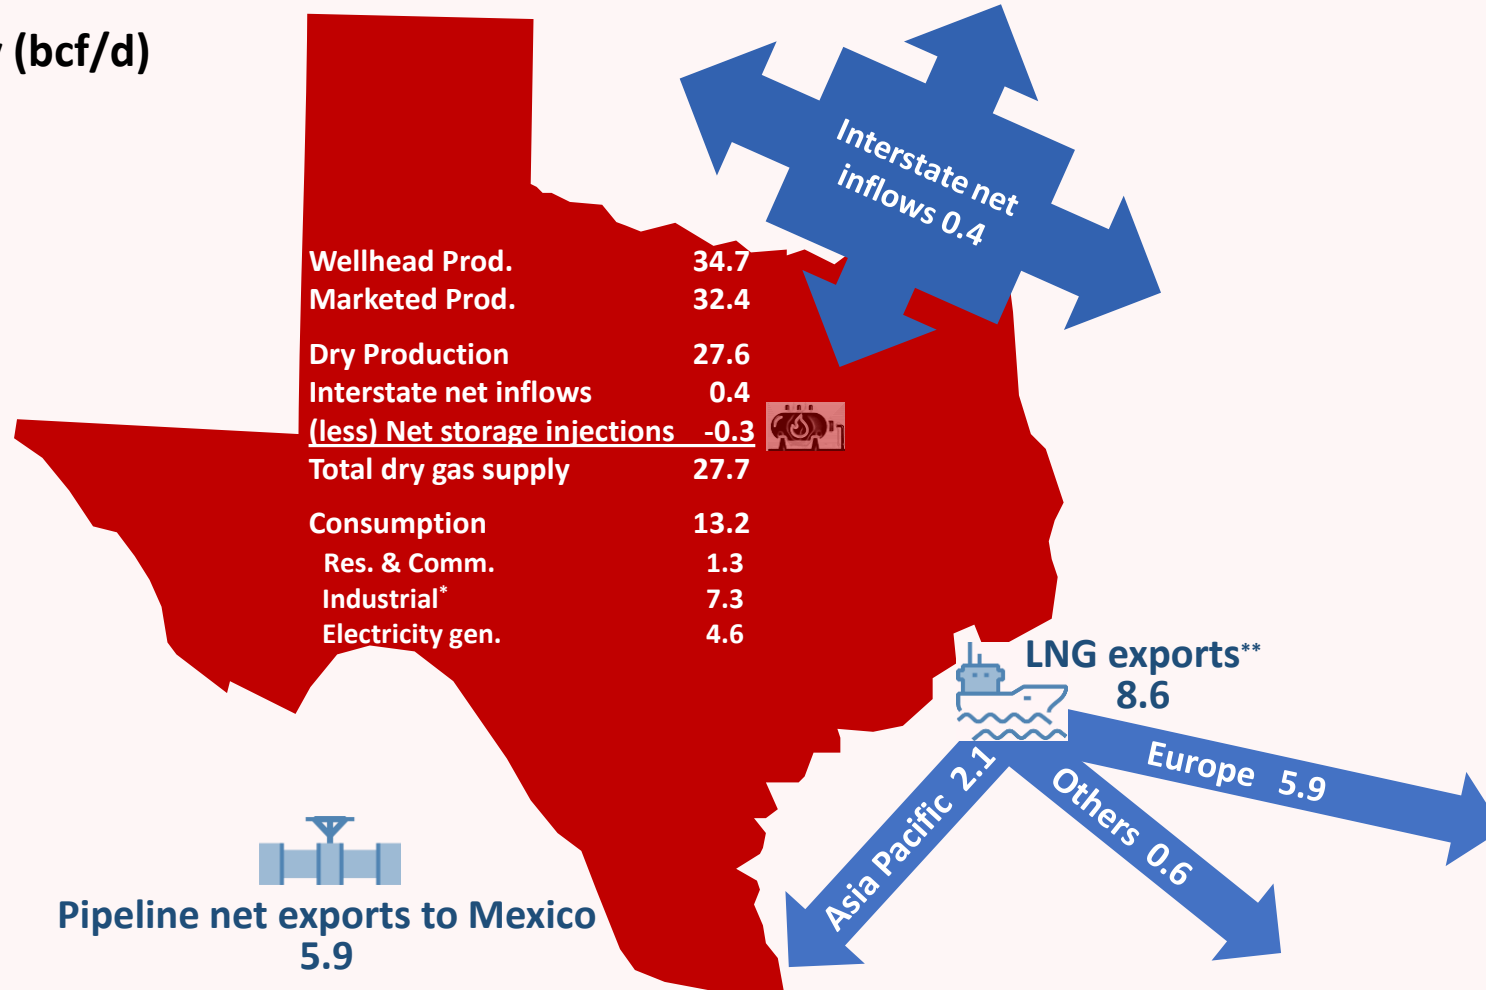 (bcf/d)
Interstate net
inflows 0.4
Wellhead Prod. 34.7
Marketed Prod. 32.4
Dry Production 27.6
Interstate net inflows 0.4
(less) Net storage injections -0.3
Total dry gas supply 27.7
Consumption 13.2
Res. & Comm. 1.3
Industrial* 7.3
Electricity gen. 4.6
LNG exports**
8.6
Europe 5.9
Others 0.6
Asia Pacific 2.1
Pipeline net exports to Mexico
5.9